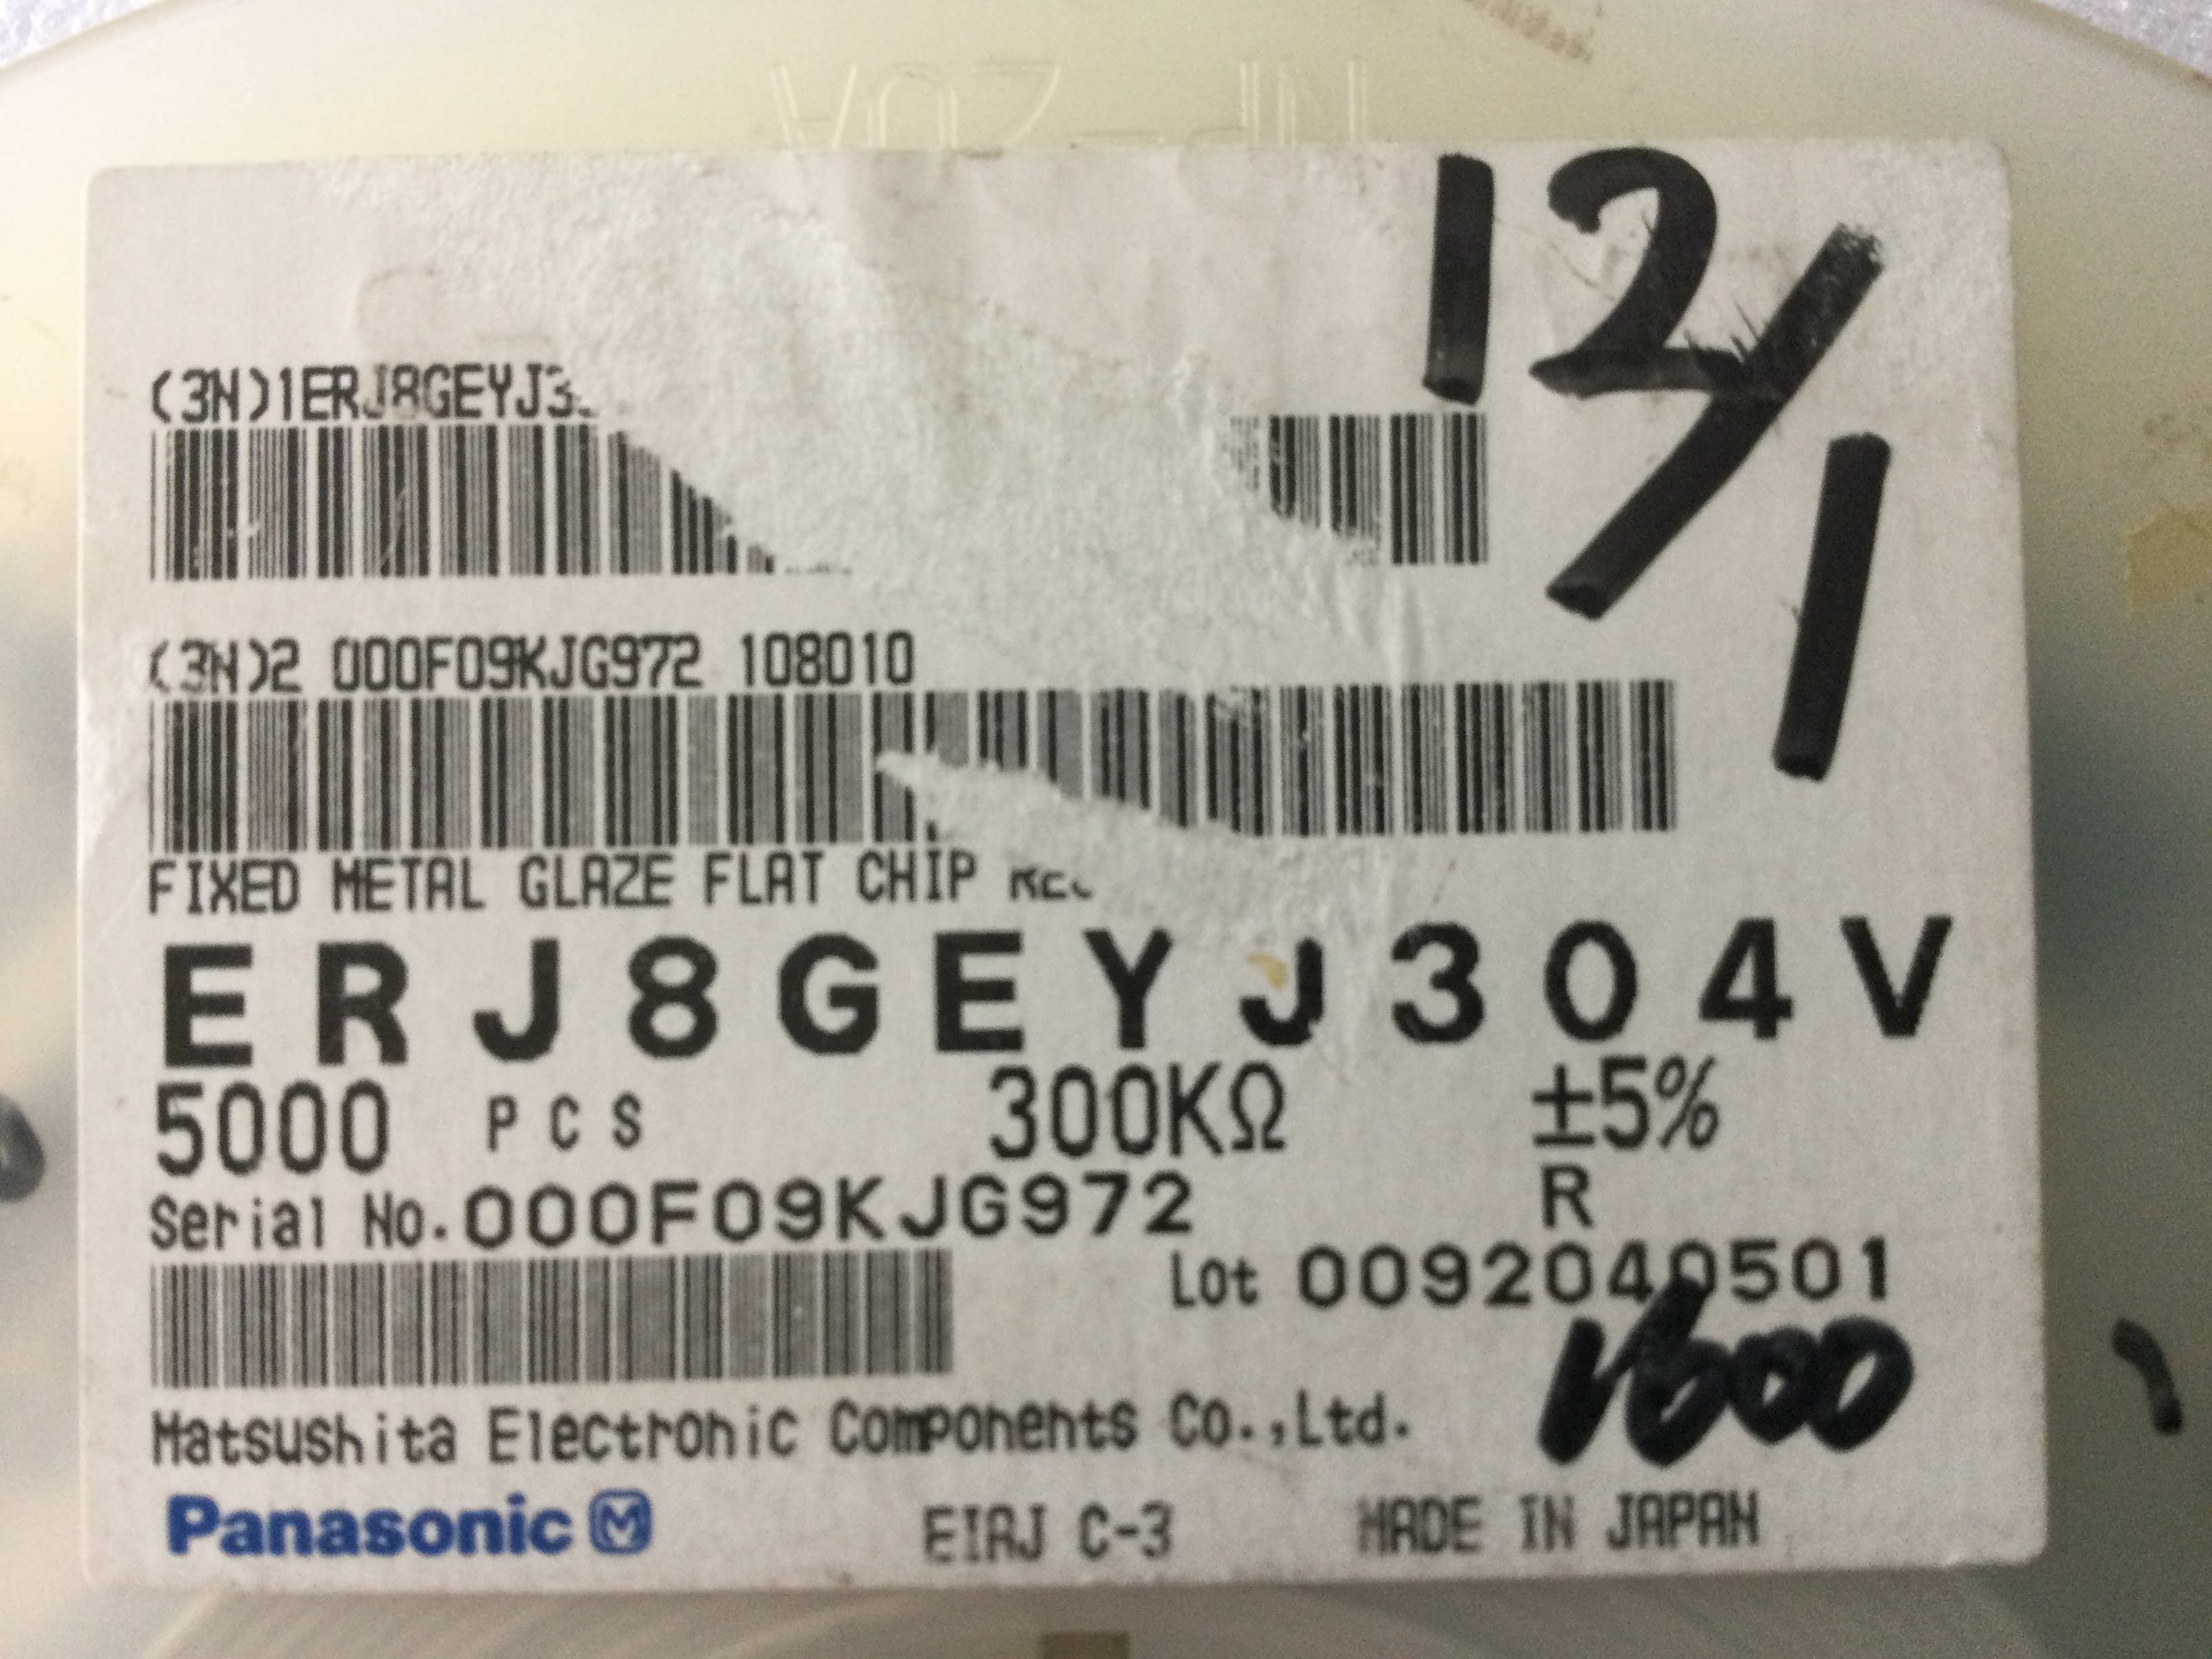 12/1
(3N)1ERJ8GEYJ3
(3N)2 000F09KJG972 108010
FIXED METAL GLAZE FLAT CHIP
ERJ8GEYJ304V
5000 PCS 300KΩ ±5%
R
Serial No.000F09KJG972
Lot 0092040501
Matsushita Electronic Components Co.,Ltd.
Panasonic M
EIAJ C-3 MADE IN JAPAN